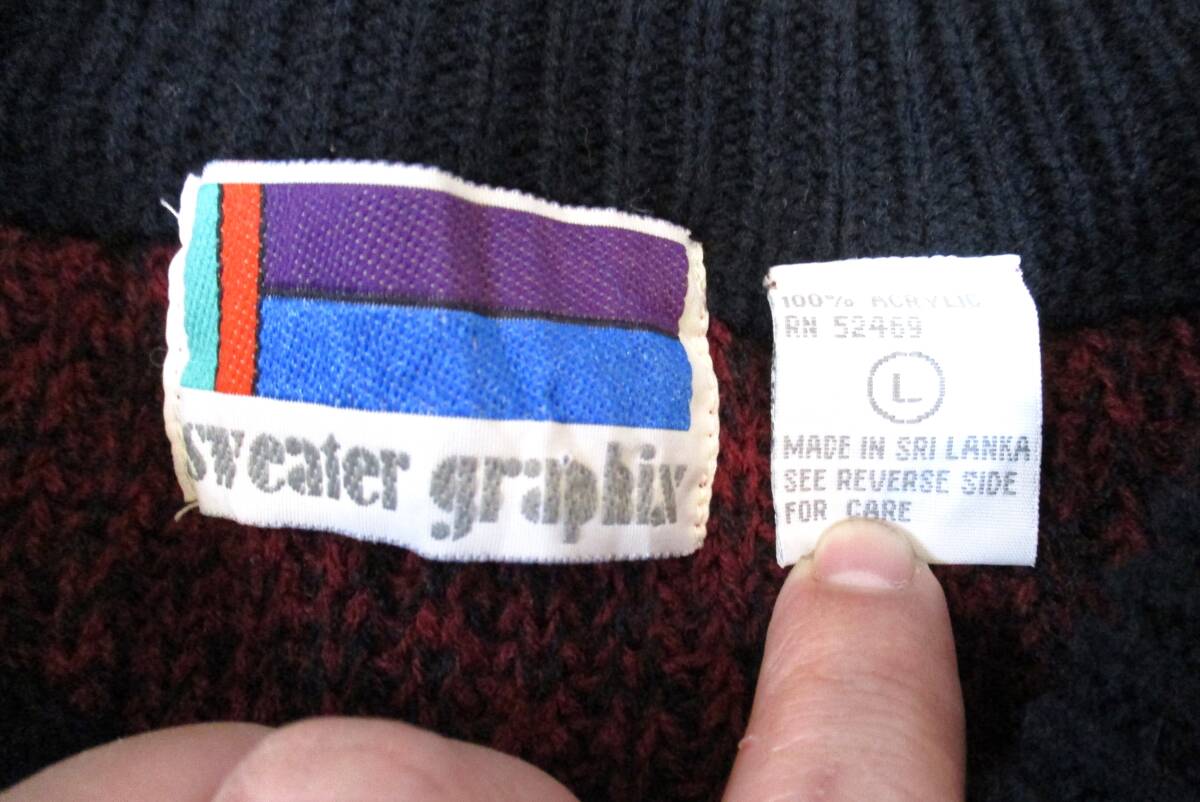 sweater graphix
100% ACRYLIC
RN 52469
L
MADE IN SRI LANKA
SEE REVERSE SIDE
FOR CARE